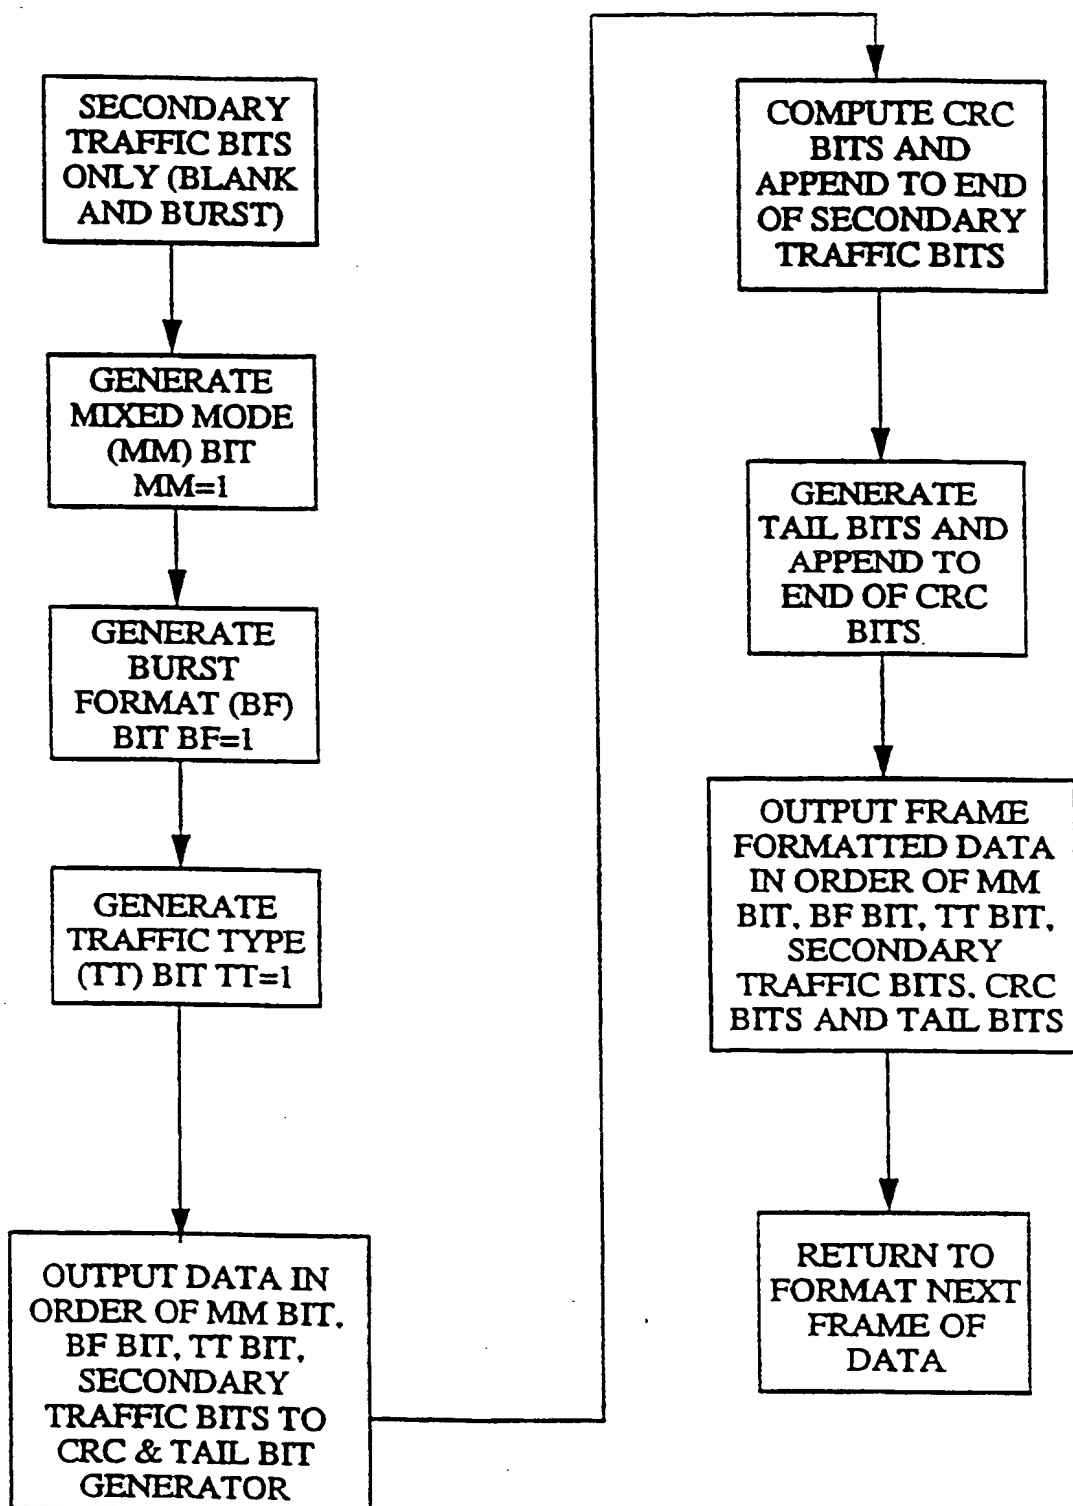 SECONDARY
TRAFFIC BITS
ONLY (BLANK
AND BURST)
GENERATE
MIXED MODE
(MM) BIT
MM=1
GENERATE
BURST
FORMAT (BF)
BIT BF=1
GENERATE
TRAFFIC TYPE
(TT) BIT TT=1
OUTPUT DATA IN
ORDER OF MM BIT,
BF BIT, TT BIT,
SECONDARY
TRAFFIC BITS TO
CRC & TAIL BIT
GENERATOR
COMPUTE CRC
BITS AND
APPEND TO END
OF SECONDARY
TRAFFIC BITS
GENERATE
TAIL BITS AND
APPEND TO
END OF CRC
BITS.
OUTPUT FRAME
FORMATTED DATA
IN ORDER OF MM
BIT, BF BIT, TT BIT,
SECONDARY
TRAFFIC BITS, CRC
BITS AND TAIL BITS
RETURN TO
FORMAT NEXT
FRAME OF
DATA